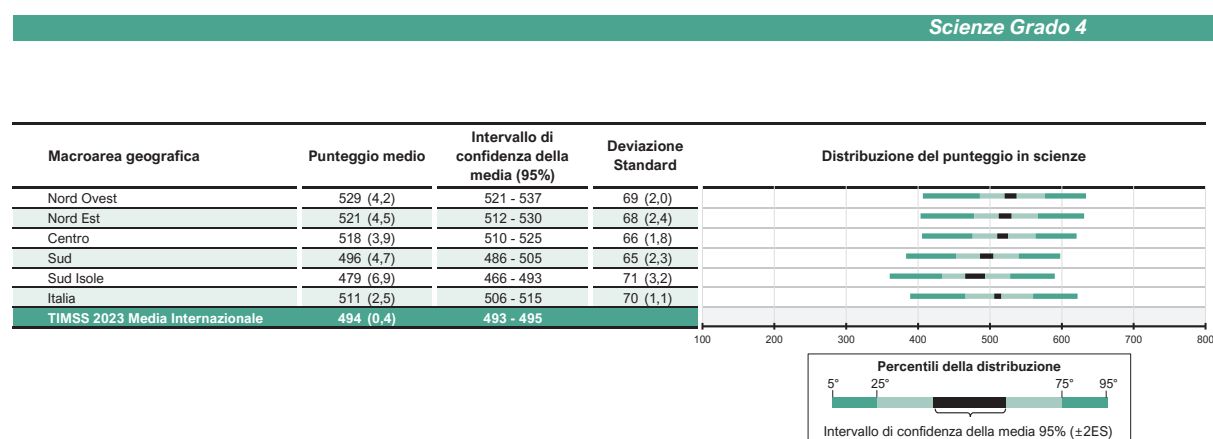 Scienze Grado 4
Macroarea geografica Punteggio medio Intervallo di confidenza della media (95%) Deviazione Standard Distribuzione del punteggio in scienze
Nord Ovest 529 (4,2) 521 - 537 69 (2,0)
Nord Est 521 (4,5) 512 - 530 68 (2,4)
Centro 518 (3,9) 510 - 525 66 (1,8)
Sud 496 (4,7) 486 - 505 65 (2,3)
Sud Isole 479 (6,9) 466 - 493 71 (3,2)
Italia 511 (2,5) 506 - 515 70 (1,1)
TIMSS 2023 Media Internazionale 494 (0,4) 493 - 495
100 200 300 400 500 600 700 800
Percentili della distribuzione
5° 25° 75° 95°
Intervallo di confidenza della media 95% (±2ES)